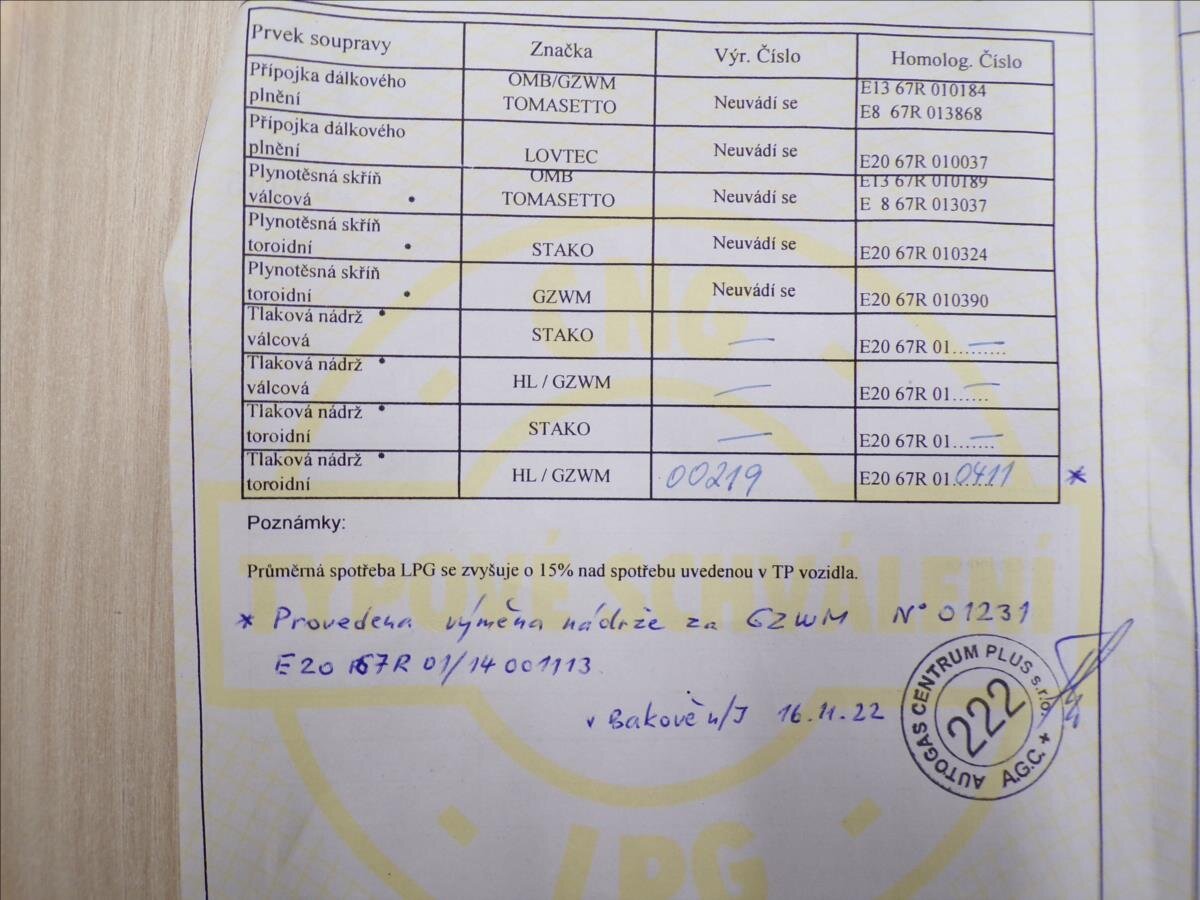 Prvek soupravy Značka Výr. Číslo Homolog. Číslo
Přípojka dálkového OMB/GZWM E13 67R 010184
plnění TOMASETTO Neuvádí se E8 67R 013868
Přípojka dálkového
plnění LOVTEC Neuvádí se E20 67R 010037
Plynotěsná skříň OMB E13 67R 010189
válcová • TOMASETTO Neuvádí se E 8 67R 013037
Plynotěsná skříň
toroidní • STAKO Neuvádí se E20 67R 010324
Plynotěsná skříň
toroidní • GZWM Neuvádí se E20 67R 010390
Tlaková nádrž •
válcová STAKO — E20 67R 01.........
Tlaková nádrž •
válcová HL / GZWM — E20 67R 01......
Tlaková nádrž •
toroidní STAKO — E20 67R 01.......
Tlaková nádrž •
toroidní HL / GZWM 00219 E20 67R 01.......0411 *
Poznámky:
Průměrná spotřeba LPG se zvyšuje o 15% nad spotřebu uvedenou v TP vozidla.
* Provedena výměna nádrže za GZWM N° 01231
E20 67R 01/14 001113
v Bakově n/J 16.11.22
AUTOGAS CENTRUM PLUS s.r.o. A.G.C. +
222
CNG
TYPOVÉ SCHVÁLENÍ
LPG